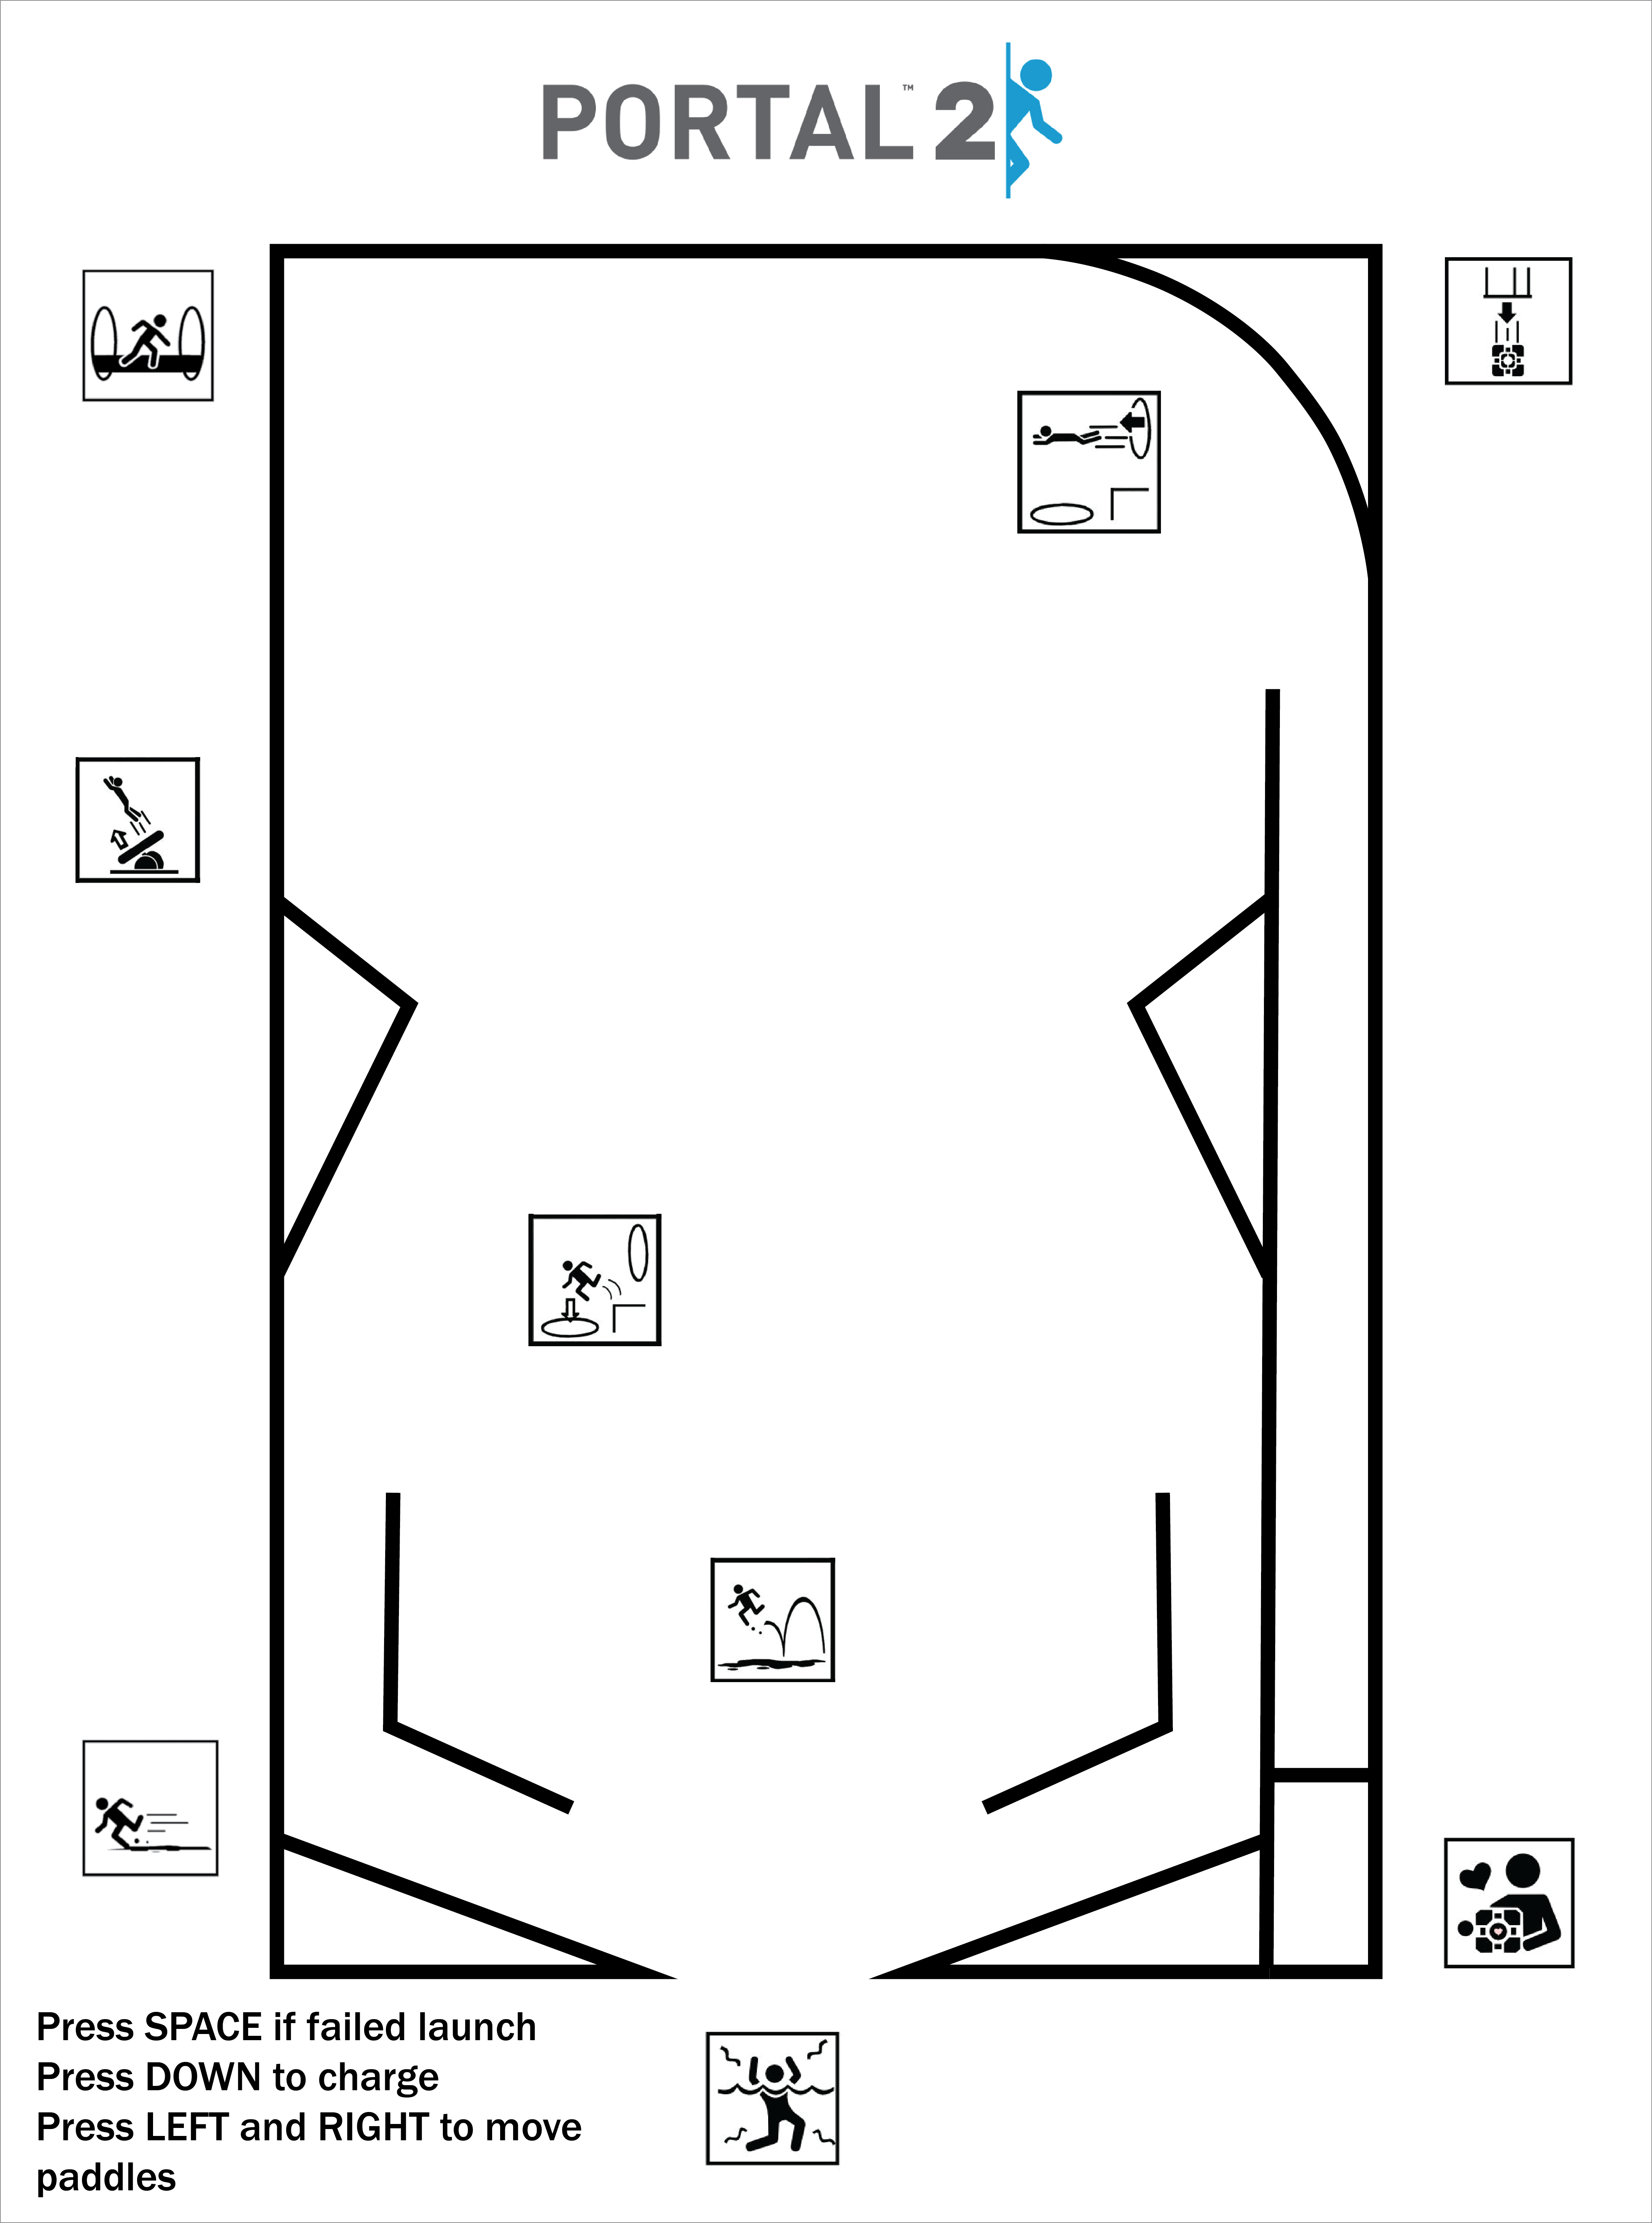 PORTAL™ 2
Press SPACE if failed launch
Press DOWN to charge
Press LEFT and RIGHT to move
paddles